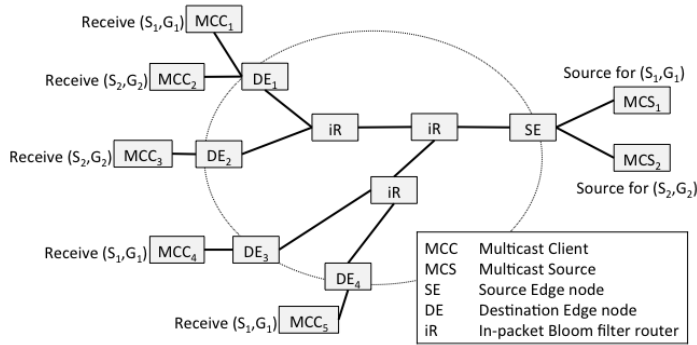 Receive (S₁,G₁) MCC₁
Receive (S₂,G₂) MCC₂ DE₁
Source for (S₁,G₁)
MCS₁
iR iR SE
Receive (S₂,G₂) MCC₃ DE₂
MCS₂
Source for (S₂,G₂)
iR
Receive (S₁,G₁) MCC₄ DE₃
DE₄
Receive (S₁,G₁) MCC₅
MCC Multicast Client
MCS Multicast Source
SE Source Edge node
DE Destination Edge node
iR In-packet Bloom filter router